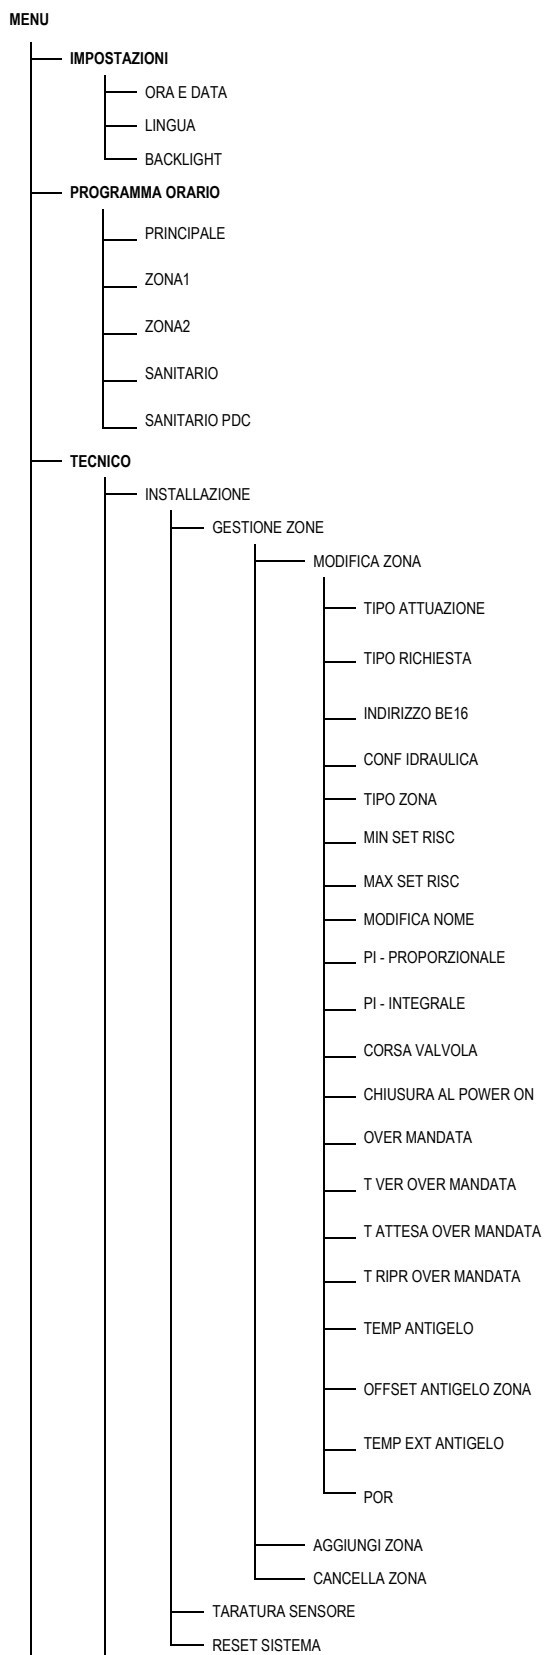 MENU
IMPOSTAZIONI
ORA E DATA
LINGUA
BACKLIGHT
PROGRAMMA ORARIO
PRINCIPALE
ZONA1
ZONA2
SANITARIO
SANITARIO PDC
TECNICO
INSTALLAZIONE
GESTIONE ZONE
MODIFICA ZONA
TIPO ATTUAZIONE
TIPO RICHIESTA
INDIRIZZO BE16
CONF IDRAULICA
TIPO ZONA
MIN SET RISC
MAX SET RISC
MODIFICA NOME
PI - PROPORZIONALE
PI - INTEGRALE
CORSA VALVOLA
CHIUSURA AL POWER ON
OVER MANDATA
T VER OVER MANDATA
T ATTESA OVER MANDATA
T RIPR OVER MANDATA
TEMP ANTIGELO
OFFSET ANTIGELO ZONA
TEMP EXT ANTIGELO
POR
AGGIUNGI ZONA
CANCELLA ZONA
TARATURA SENSORE
RESET SISTEMA